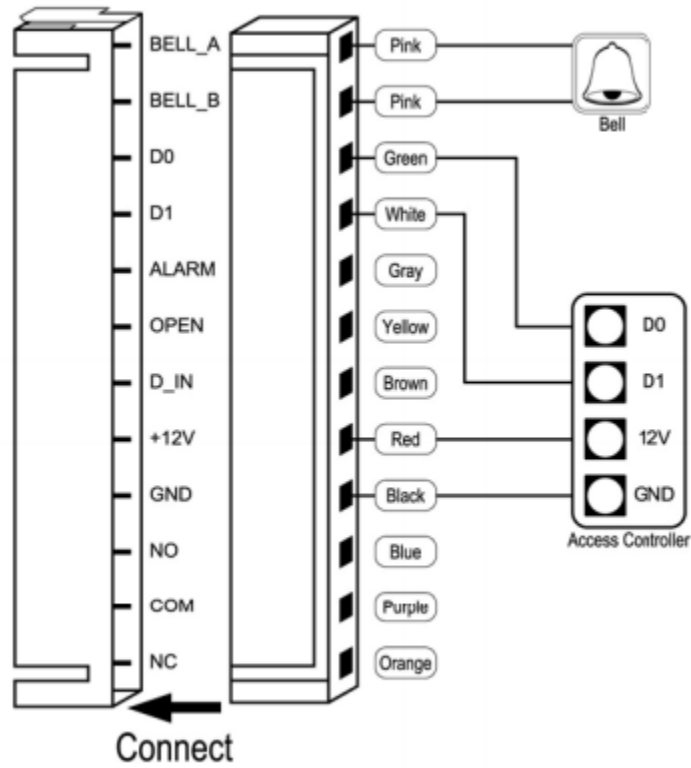 BELL_A Pink
BELL_B Pink
Bell
D0 Green
D1 White
ALARM Gray
OPEN Yellow D0
D_IN Brown D1
+12V Red 12V
GND Black GND
Access Controller
NO Blue
COM Purple
NC Orange
Connect